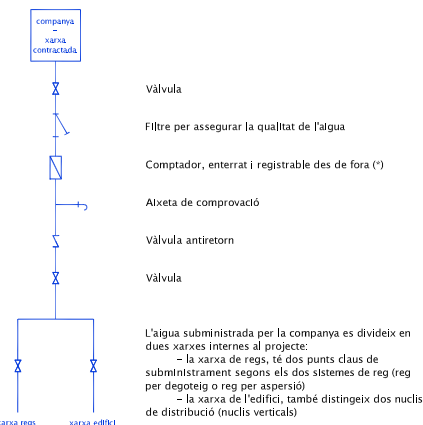 companya
–
xarxa
contractada
Vàlvula
Filtre per assegurar la qualitat de l'aigua
Comptador, enterrat i registrable des de fora (*)
Aixeta de comprovació
Vàlvula antiretorn
Vàlvula
L'aigua subministrada per la companya es divideix en
dues xarxes internes al projecte:
– la xarxa de regs, té dos punts claus de
subministrament segons els dos sistemes de reg (reg
per degoteig o reg per aspersió)
– la xarxa de l'edifici, també distingeix dos nuclis
de distribució (nuclis verticals)
xarxa regs
xarxa edifici